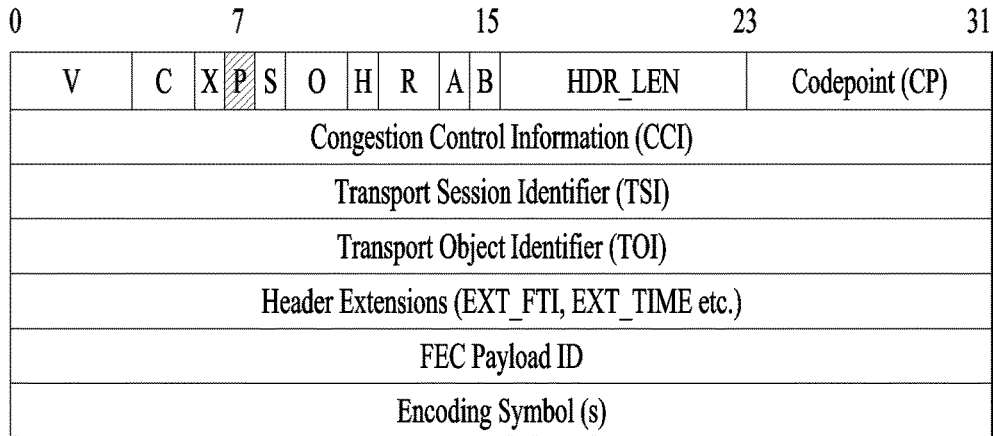 0 7 15 23 31
V C X P S O H R A B HDR_LEN Codepoint (CP)
Congestion Control Information (CCI)
Transport Session Identifier (TSI)
Transport Object Identifier (TOI)
Header Extensions (EXT_FTI, EXT_TIME etc.)
FEC Payload ID
Encoding Symbol (s)